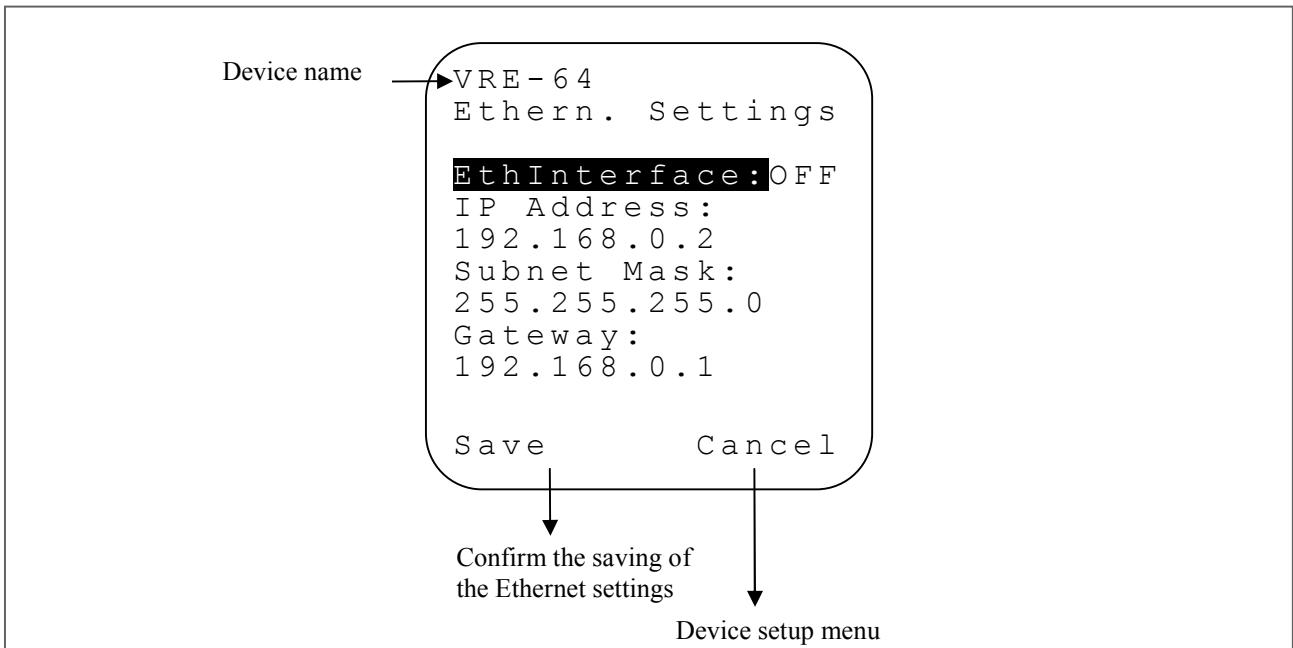 Device name
VRE-64
Ethern. Settings
EthInterface:OFF
IP Address:
192.168.0.2
Subnet Mask:
255.255.255.0
Gateway:
192.168.0.1
Save Cancel
Confirm the saving of
the Ethernet settings
Device setup menu